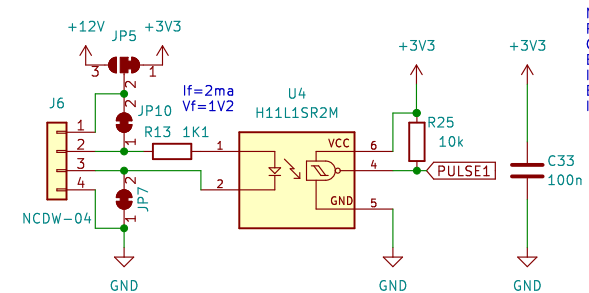 +12V
+3V3
JP5
3
1
2
J6
1
2
3
4
NCDW-04
2
JP10
1
2
JP7
1
If=2ma
Vf=1V2
R13 1K1
GND
U4
H11L1SR2M
1
2
VCC
GND
6
4
5
+3V3
R25
10k
PULSE1
GND
+3V3
C33
100n
GND